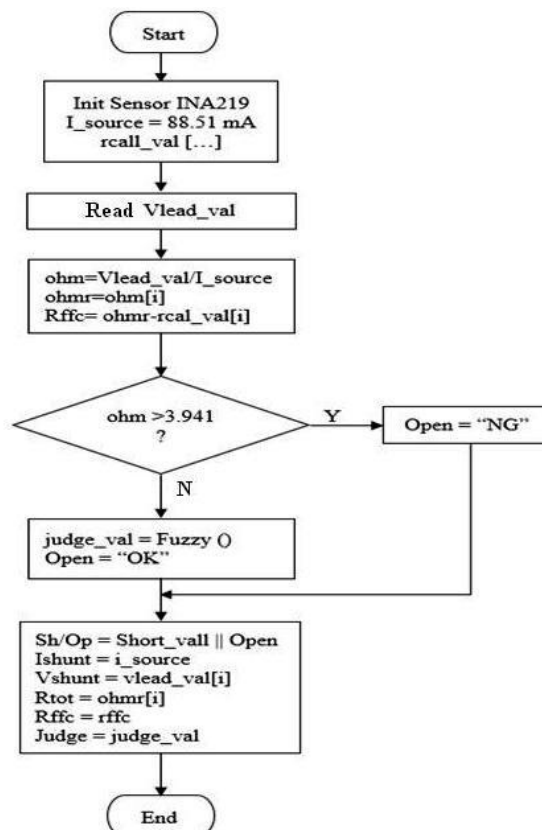 Start
Init Sensor INA219
I_source = 88.51 mA
rcall_val [...]
Read Vlead_val
ohm=Vlead_val/I_source
ohmr=ohm[i]
Rffc= ohmr-rcal_val[i]
ohm >3.941
?
Y
Open = “NG”
N
judge_val = Fuzzy ()
Open = “OK”
Sh/Op = Short_vall || Open
Ishunt = i_source
Vshunt = vlead_val[i]
Rtot = ohmr[i]
Rffc = rffc
Judge = judge_val
End